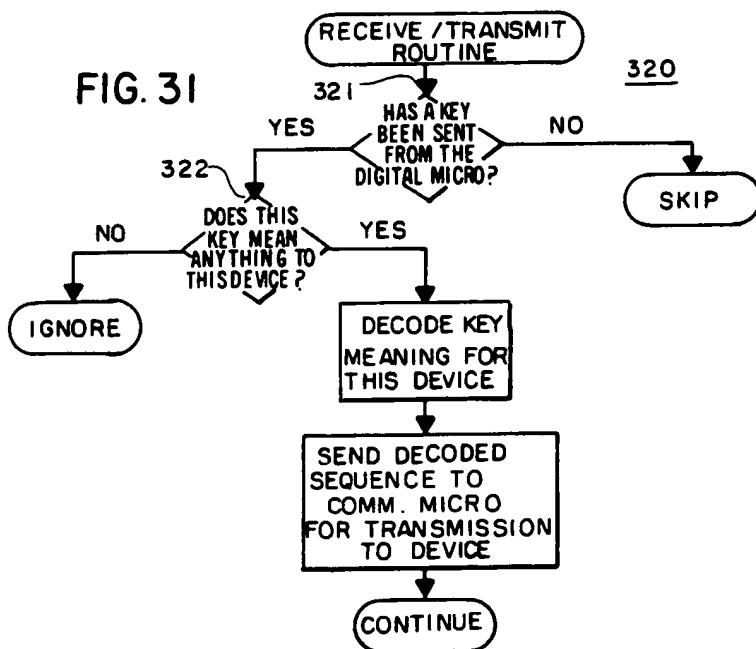 RECEIVE/TRANSMIT
ROUTINE
FIG. 31
321
320
HAS A KEY
BEEN SENT
FROM THE
DIGITAL MICRO?
YES
NO
SKIP
322
DOES THIS
KEY MEAN
ANYTHING TO
THIS DEVICE?
NO
YES
IGNORE
DECODE KEY
MEANING FOR
THIS DEVICE
SEND DECODED
SEQUENCE TO
COMM. MICRO
FOR TRANSMISSION
TO DEVICE
CONTINUE